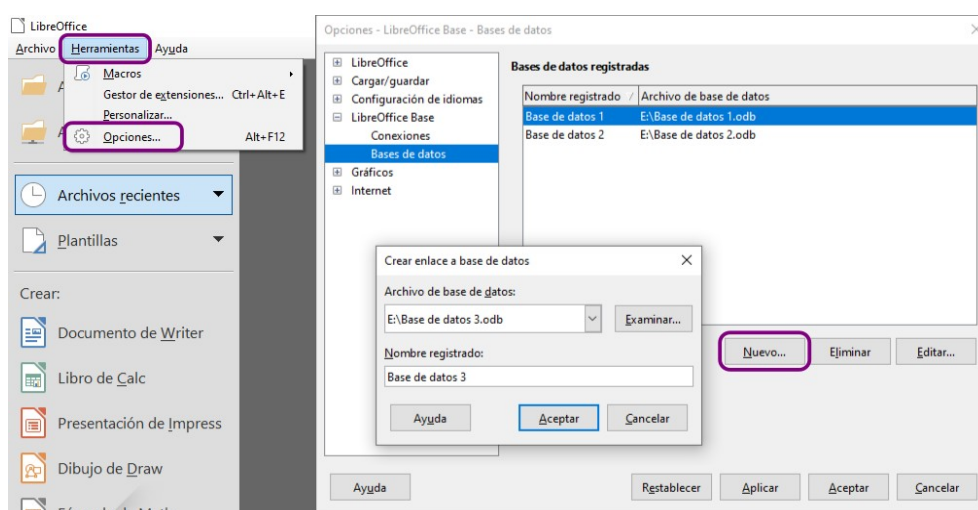 LibreOffice
Archivo Herramientas Ayuda
Macros
Gestor de extensiones... Ctrl+Alt+E
Personalizar...
Opciones... Alt+F12
Archivos recientes
Plantillas
Crear:
Documento de Writer
Libro de Calc
Presentación de Impress
Dibujo de Draw
Opciones - LibreOffice Base - Bases de datos
LibreOffice
Cargar/guardar
Configuración de idiomas
LibreOffice Base
Conexiones
Bases de datos
Gráficos
Internet
Bases de datos registradas
Nombre registrado / Archivo de base de datos
Base de datos 1 E:\Base de datos 1.odb
Base de datos 2 E:\Base de datos 2.odb
Crear enlace a base de datos
Archivo de base de datos:
E:\Base de datos 3.odb Examinar...
Nombre registrado:
Base de datos 3
Ayuda Aceptar Cancelar
Nuevo... Eliminar Editar...
Ayuda Restablecer Aplicar Aceptar Cancelar